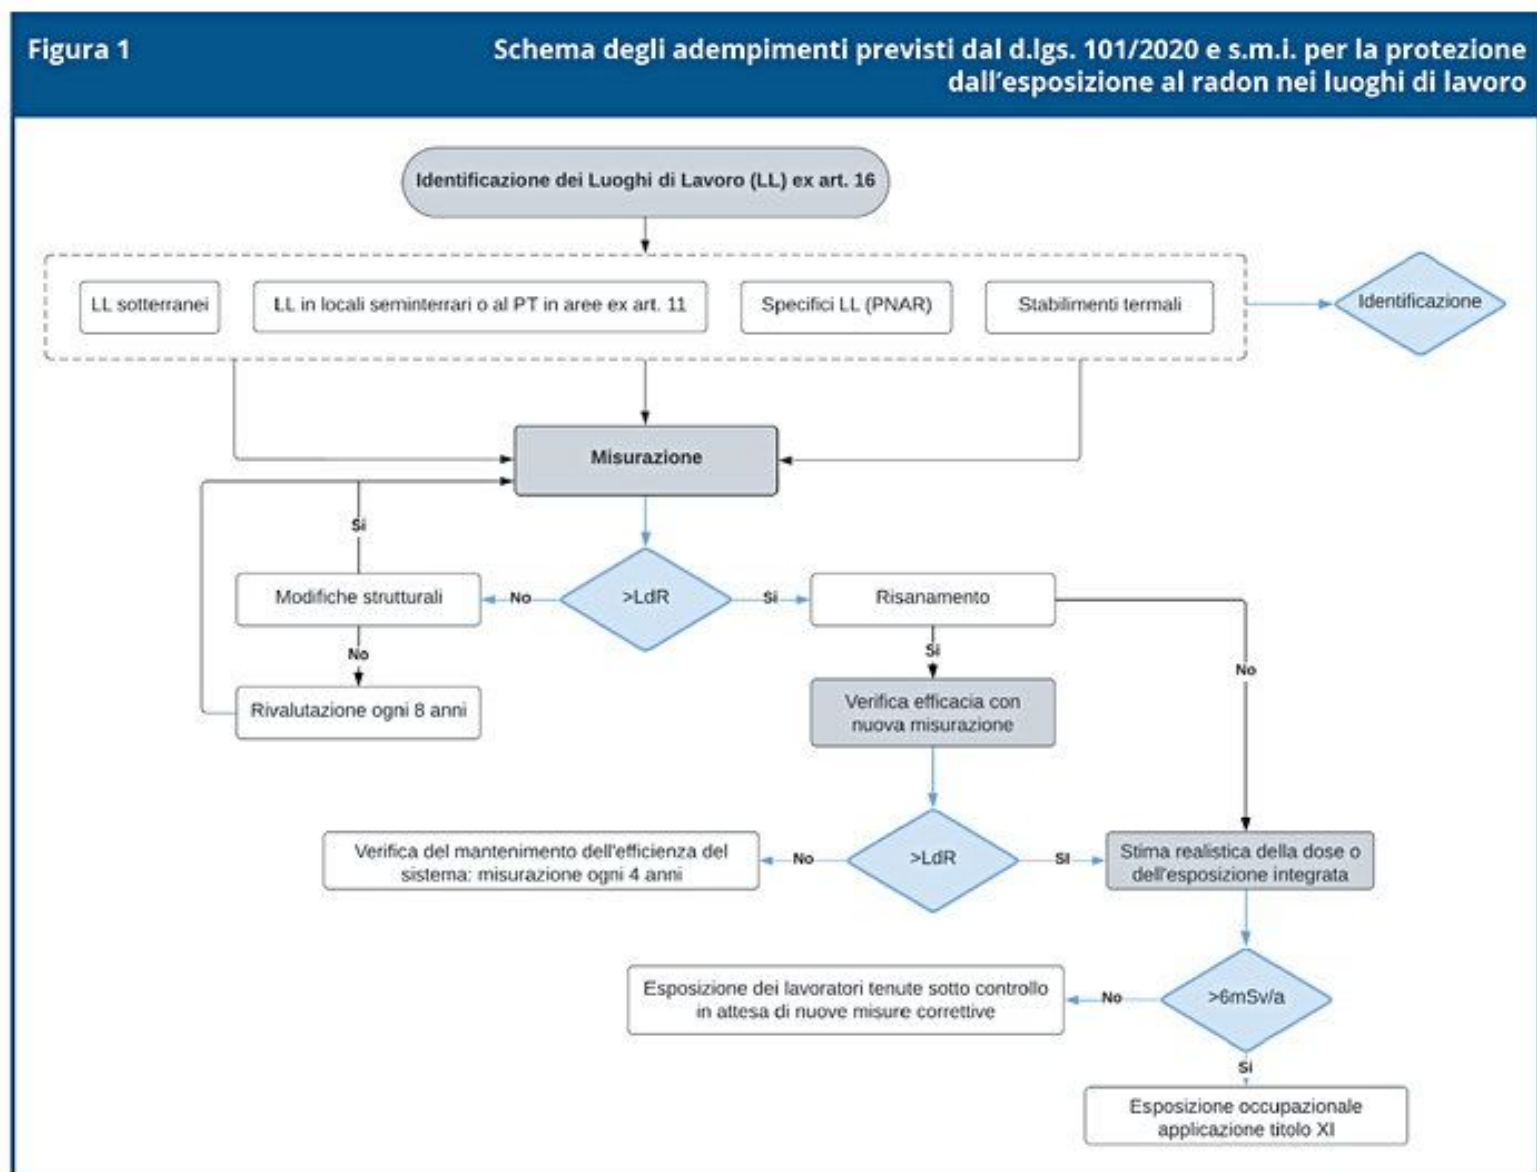 Figura 1
Schema degli adempimenti previsti dal d.lgs. 101/2020 e s.m.i. per la protezione
dall'esposizione al radon nei luoghi di lavoro
Identificazione dei Luoghi di Lavoro (LL) ex art. 16
LL sotterranei
LL in locali seminterrari o al PT in aree ex art. 11
Specifici LL (PNAR)
Stabilimenti termali
Identificazione
Misurazione
Si
Modifiche strutturali
No
>LdR
Si
Risanamento
No
Si
No
Rivalutazione ogni 8 anni
Verifica efficacia con
nuova misurazione
Verifica del mantenimento dell'efficienza del
sistema: misurazione ogni 4 anni
No
>LdR
SI
Stima realistica della dose o
dell'esposizione integrata
Esposizione dei lavoratori tenute sotto controllo
in attesa di nuove misure correttive
No
>6mSv/a
Si
Esposizione occupazionale
applicazione titolo XI